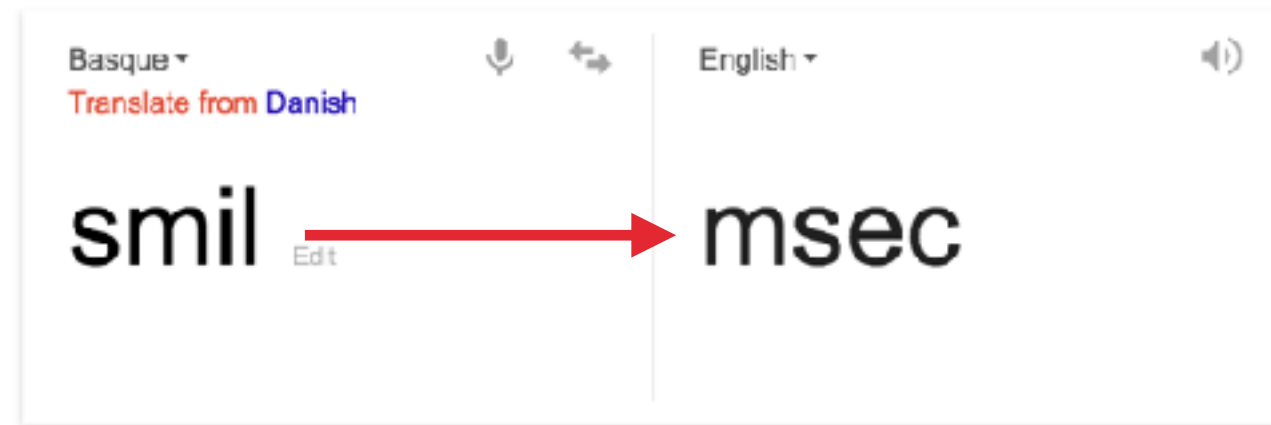 Basque
English
Translate from Danish
smil
Edit
msec